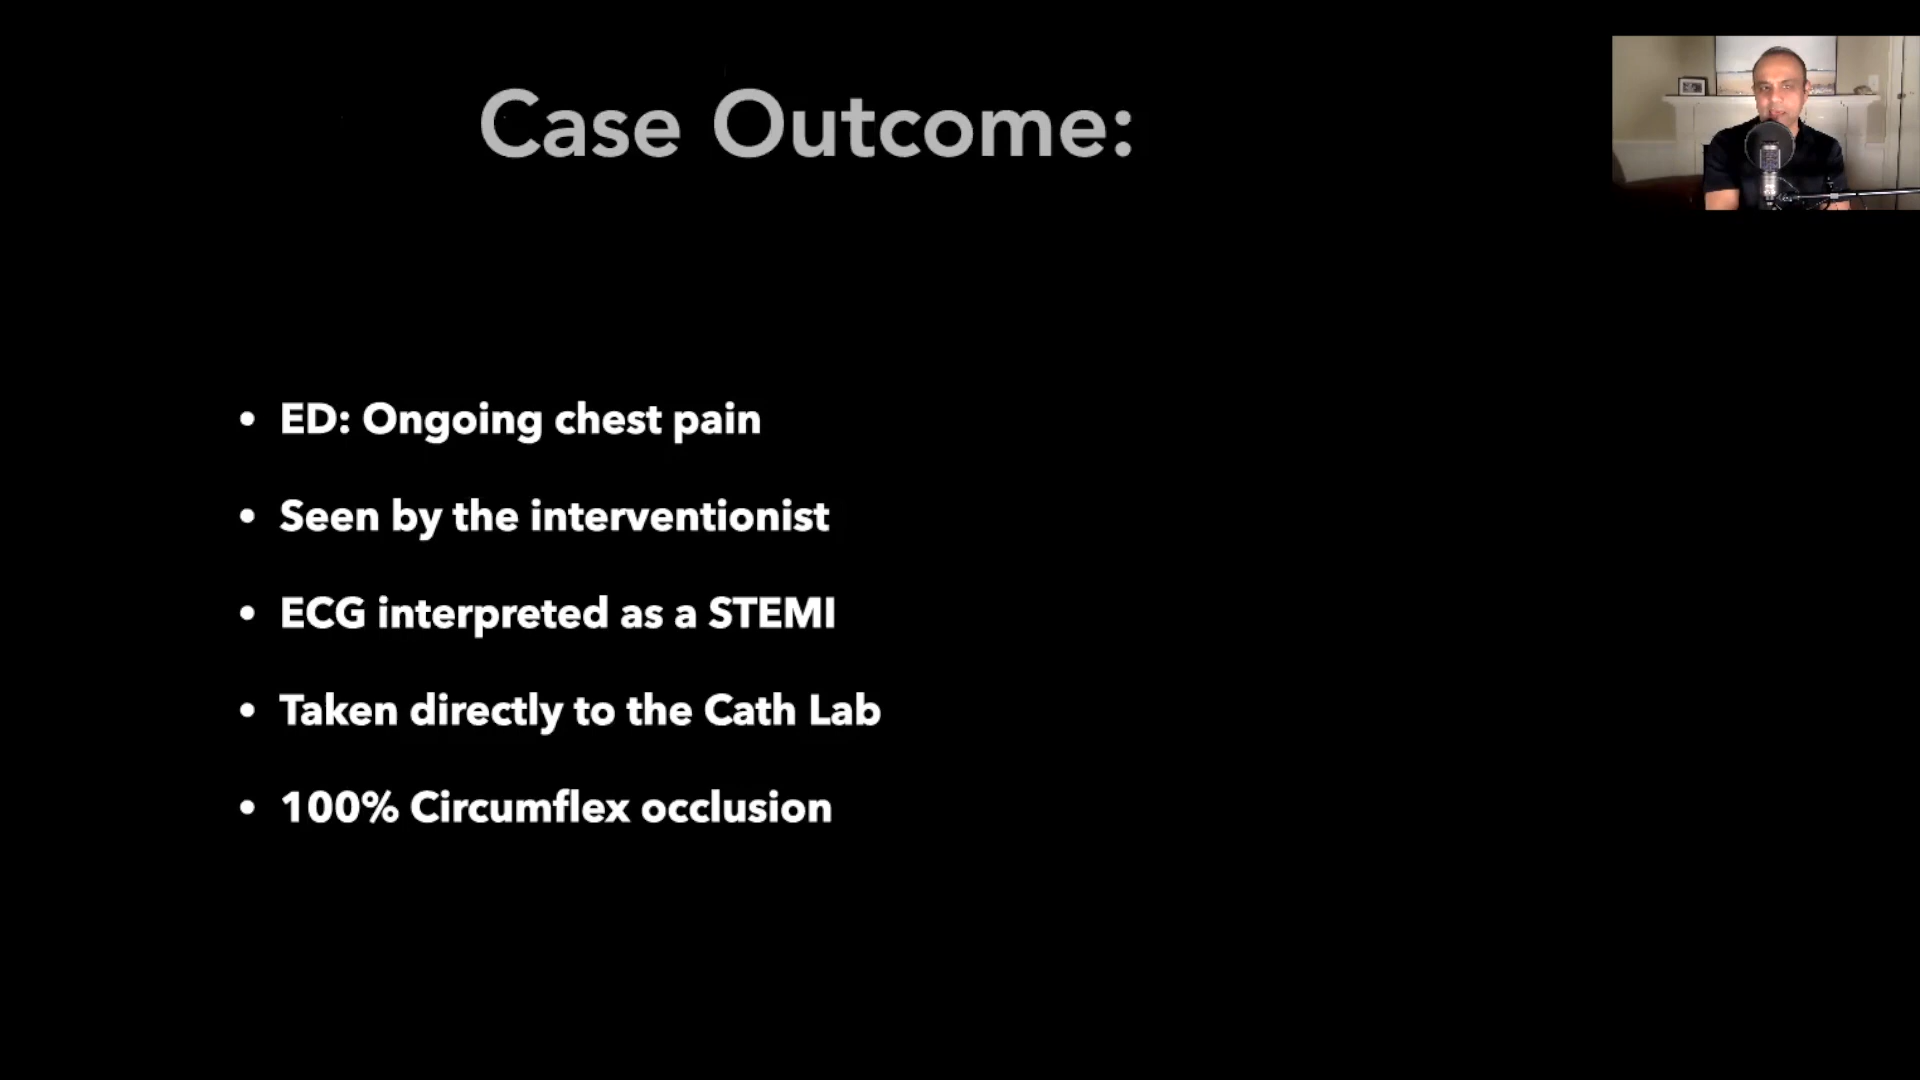 Case Outcome:
• ED: Ongoing chest pain
• Seen by the interventionist
• ECG interpreted as a STEMI
• Taken directly to the Cath Lab
• 100% Circumflex occlusion